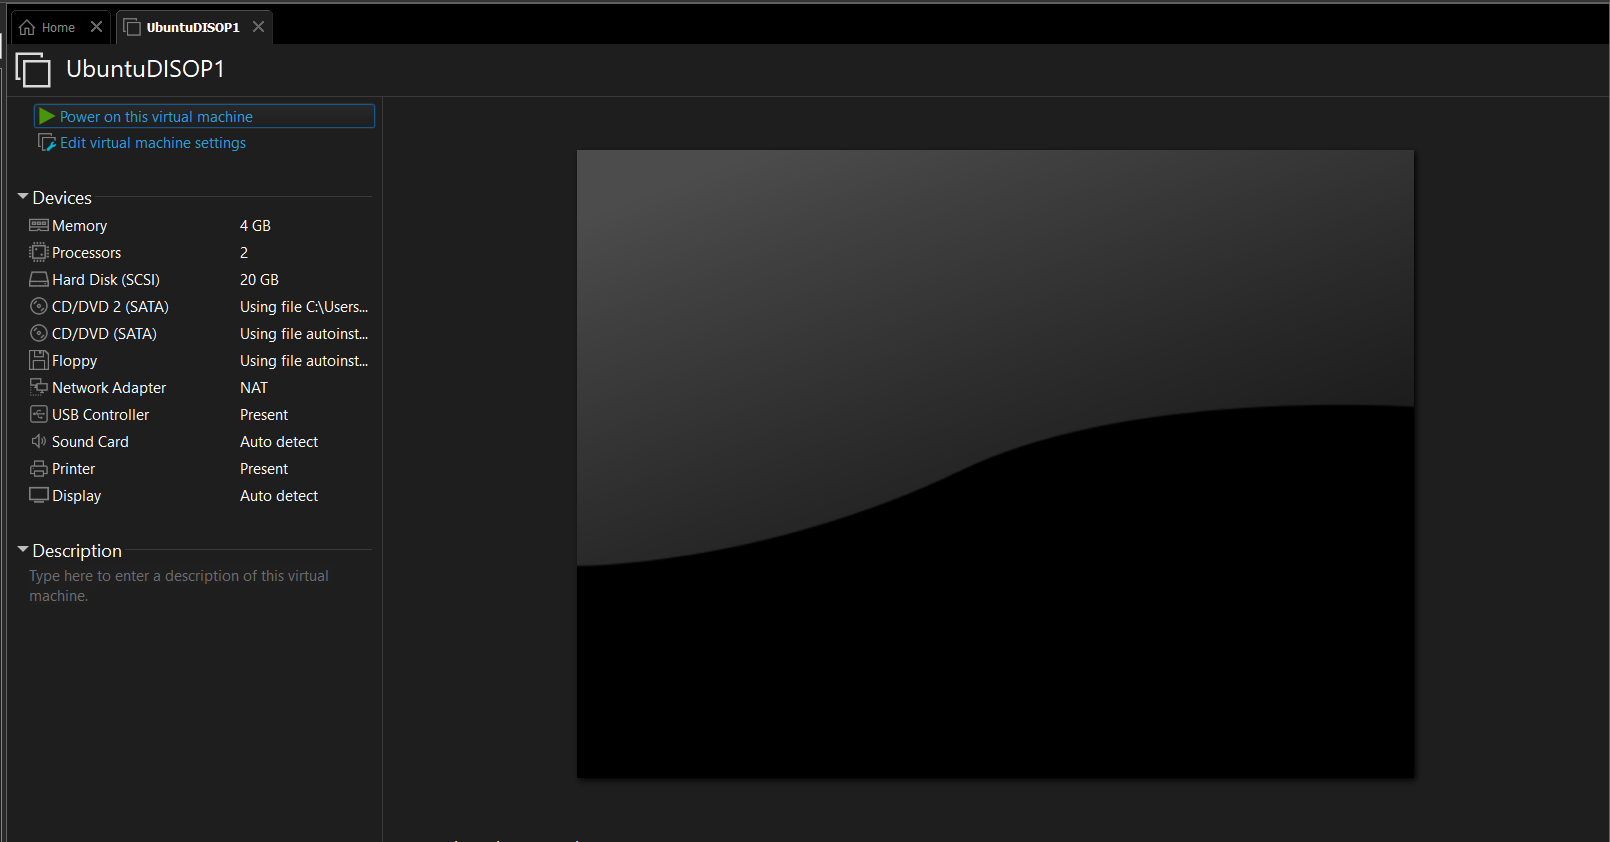 Home
UbuntuDISOP1
UbuntuDISOP1
Power on this virtual machine
Edit virtual machine settings
Devices
Memory 4 GB
Processors 2
Hard Disk (SCSI) 20 GB
CD/DVD 2 (SATA) Using file C:\Users...
CD/DVD (SATA) Using file autoinst...
Floppy Using file autoinst...
Network Adapter NAT
USB Controller Present
Sound Card Auto detect
Printer Present
Display Auto detect
Description
Type here to enter a description of this virtual
machine.